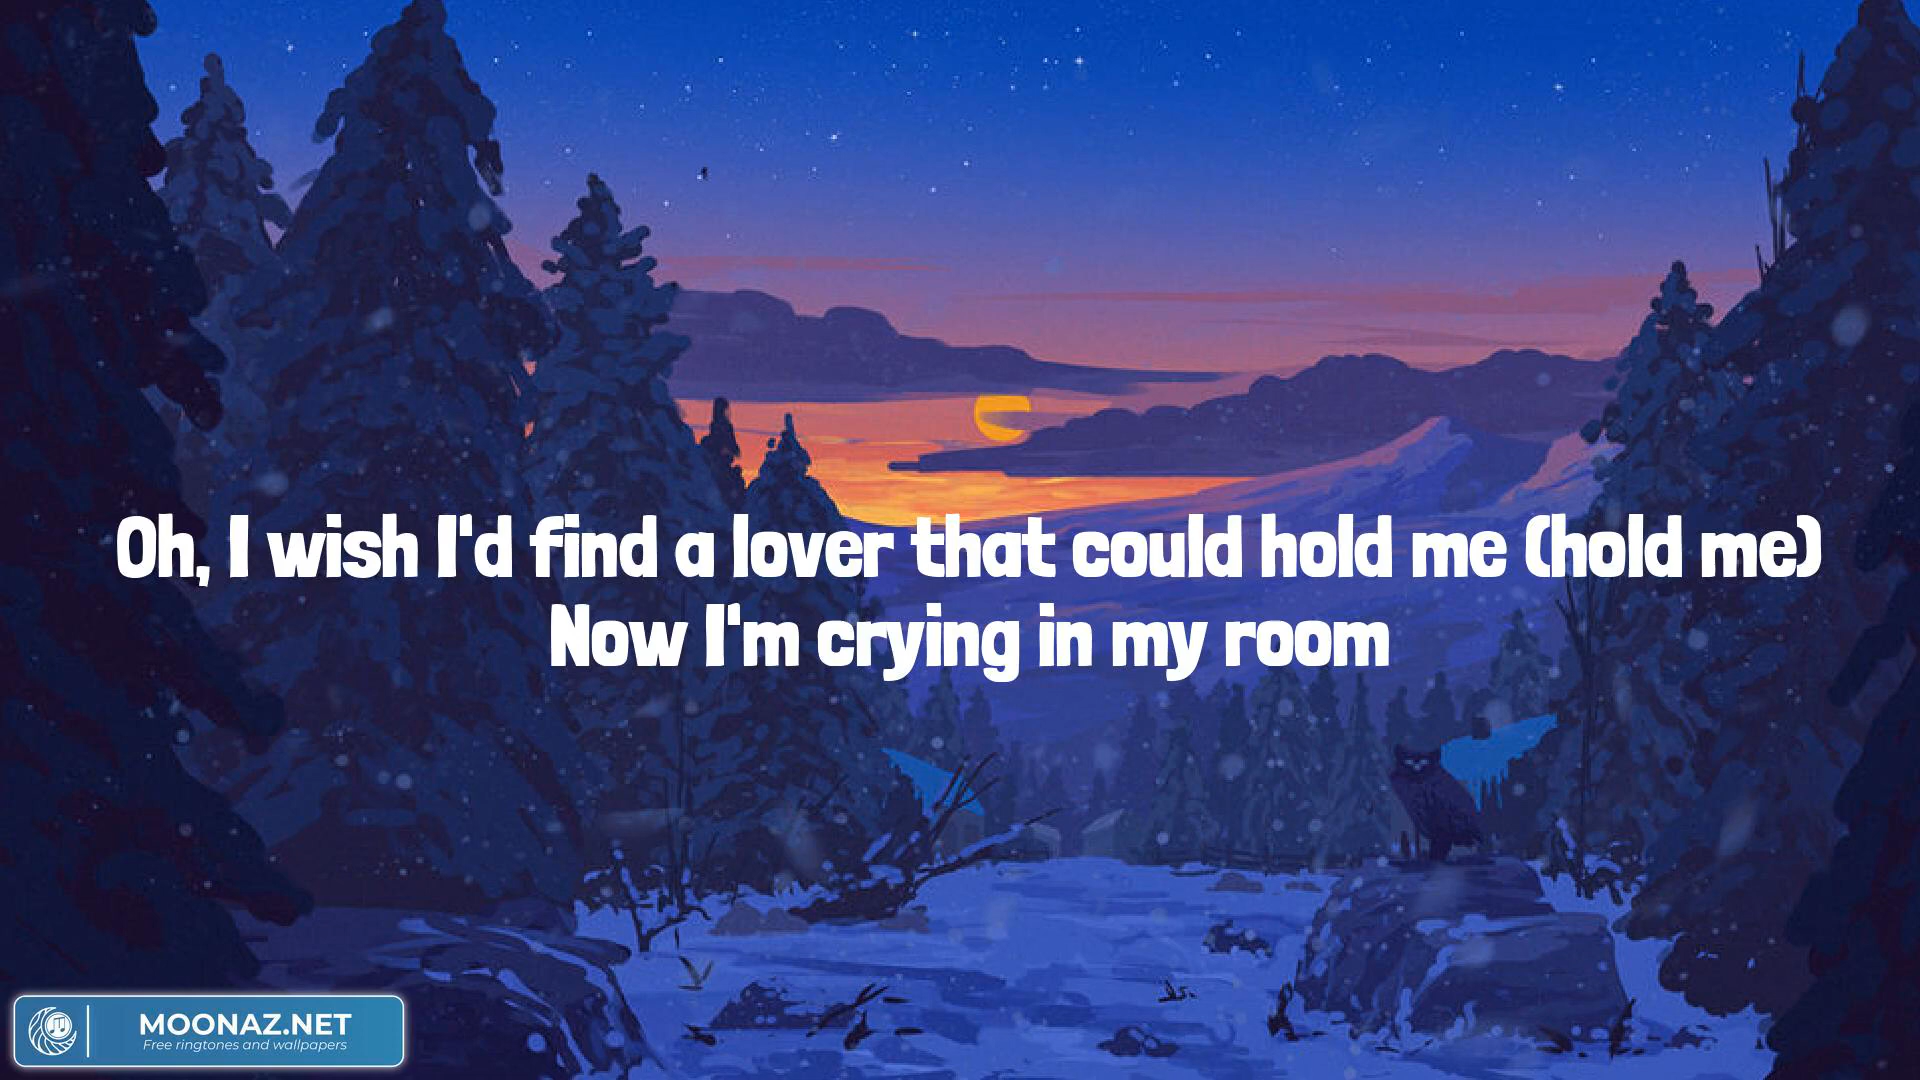 Oh, I wish I'd find a lover that could hold me (hold me)
Now I'm crying in my room
MOONAZ.NET
Free ringtones and wallpapers